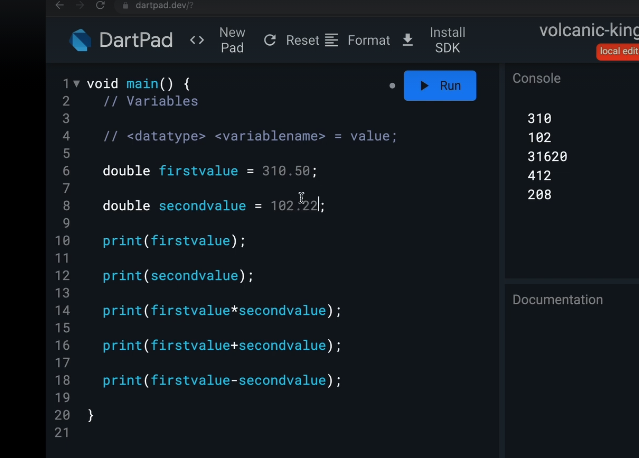 dartpad.dev/?
DartPad <> New Pad Reset Format Install SDK
volcanic-king
local edit
1 void main() {
2 // Variables
3
4 // <datatype> <variablename> = value;
5
6 double firstvalue = 310.50;
7
8 double secondvalue = 102.22;
9
10 print(firstvalue);
11
12 print(secondvalue);
13
14 print(firstvalue*secondvalue);
15
16 print(firstvalue+secondvalue);
17
18 print(firstvalue-secondvalue);
19
20 }
21
Run
Console
310
102
31620
412
208
Documentation